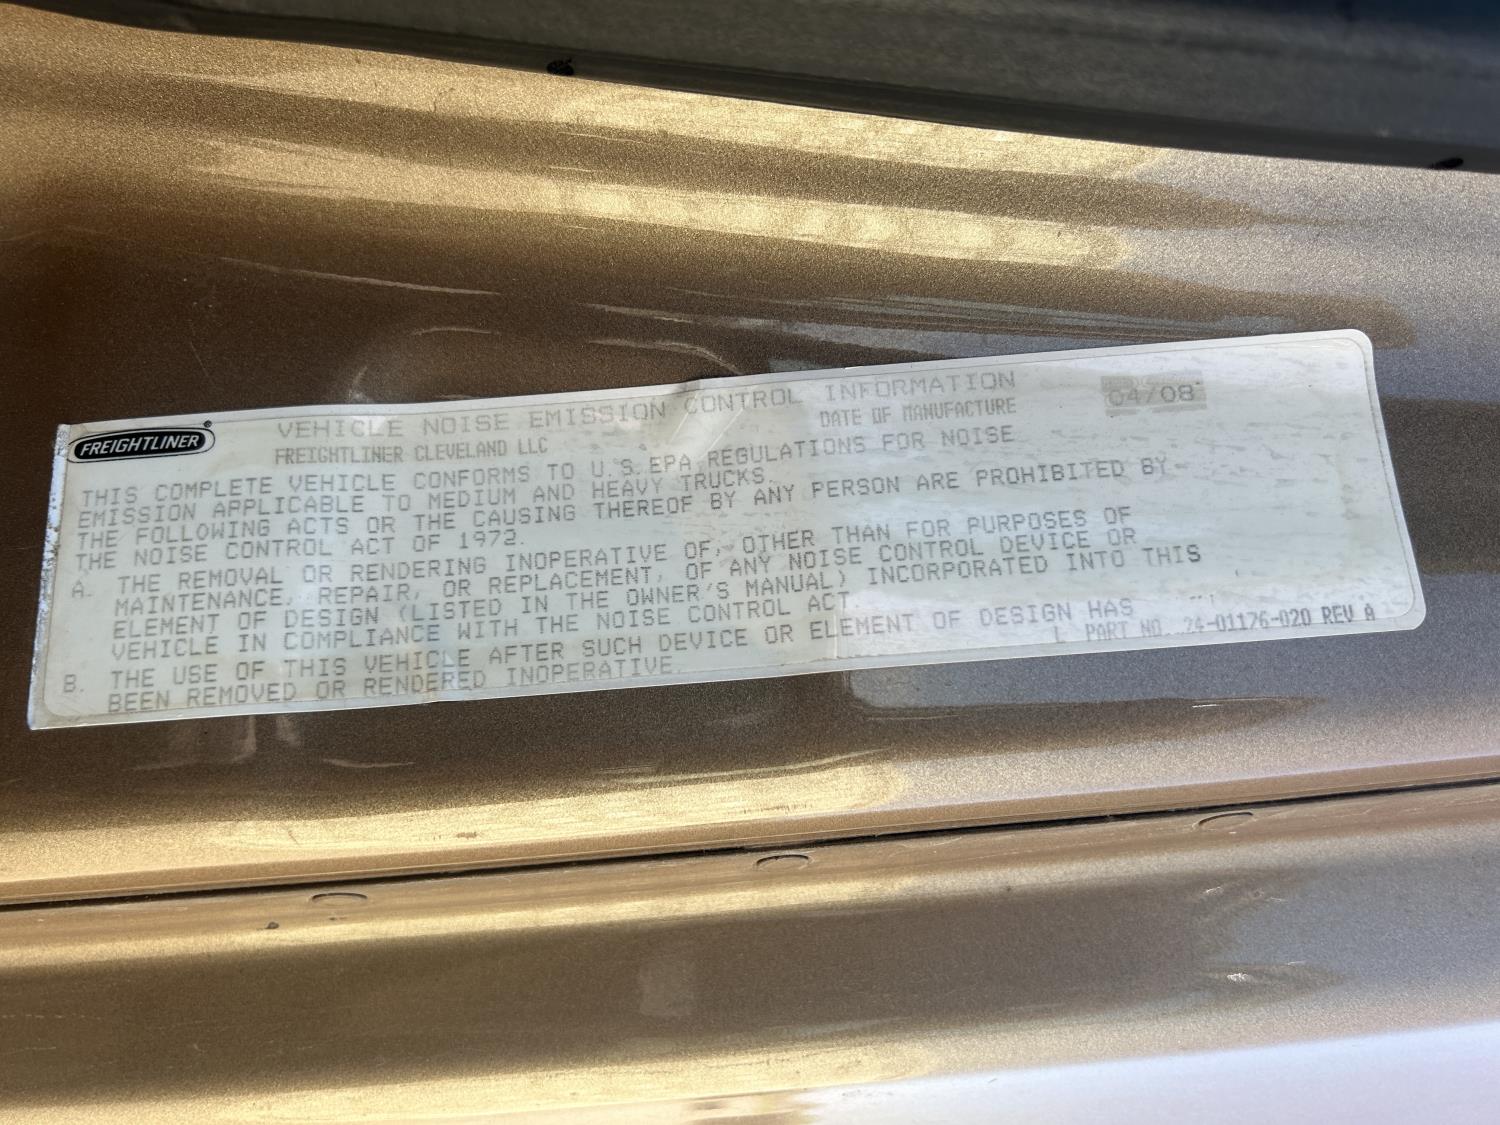 FREIGHTLINER®
VEHICLE NOISE EMISSION CONTROL INFORMATION
FREIGHTLINER CLEVELAND LLC DATE OF MANUFACTURE 04/08
THIS COMPLETE VEHICLE CONFORMS TO U.S. EPA REGULATIONS FOR NOISE
EMISSION APPLICABLE TO MEDIUM AND HEAVY TRUCKS.
THE FOLLOWING ACTS OR THE CAUSING THEREOF BY ANY PERSON ARE PROHIBITED BY
THE NOISE CONTROL ACT OF 1972.
A. THE REMOVAL OR RENDERING INOPERATIVE OF, OTHER THAN FOR PURPOSES OF
MAINTENANCE, REPAIR, OR REPLACEMENT, OF ANY NOISE CONTROL DEVICE OR
ELEMENT OF DESIGN (LISTED IN THE OWNER'S MANUAL) INCORPORATED INTO THIS
VEHICLE IN COMPLIANCE WITH THE NOISE CONTROL ACT.
B. THE USE OF THIS VEHICLE AFTER SUCH DEVICE OR ELEMENT OF DESIGN HAS
BEEN REMOVED OR RENDERED INOPERATIVE.
PART NO. 24-01176-020 REV A